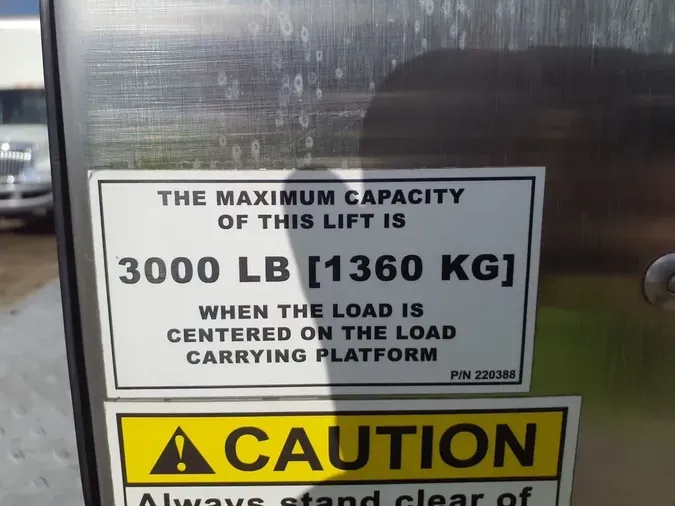 THE MAXIMUM CAPACITY
OF THIS LIFT IS
3000 LB [1360 KG]
WHEN THE LOAD IS
CENTERED ON THE LOAD
CARRYING PLATFORM
P/N 220388
CAUTION
Always stand clear of